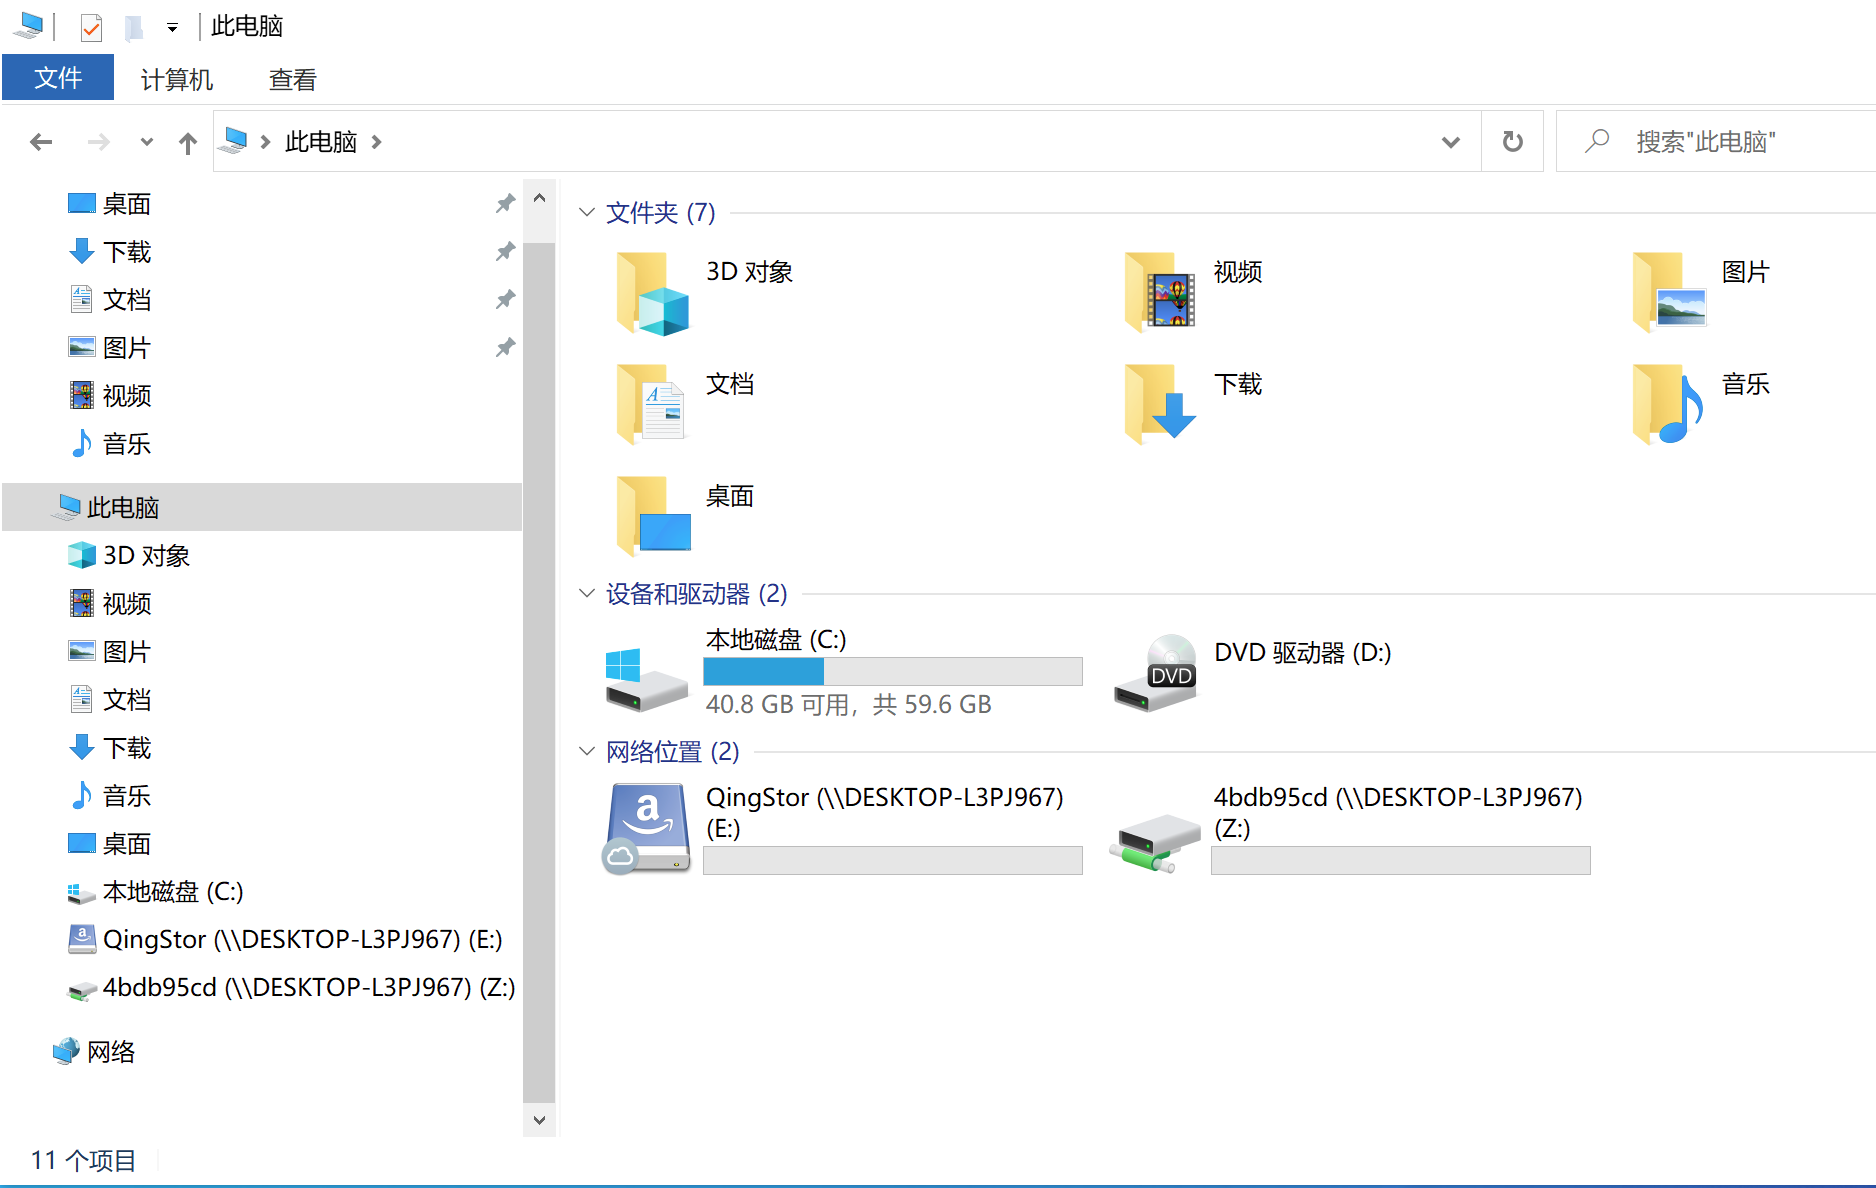 此电脑
文件 计算机 查看
此电脑
搜索"此电脑"
桌面
下载
文档
图片
视频
音乐
此电脑
3D 对象
视频
图片
文档
下载
音乐
桌面
本地磁盘 (C:)
QingStor (\\DESKTOP-L3PJ967) (E:)
4bdb95cd (\\DESKTOP-L3PJ967) (Z:)
网络
文件夹 (7)
3D 对象
视频
图片
文档
下载
音乐
桌面
设备和驱动器 (2)
本地磁盘 (C:)
40.8 GB 可用，共 59.6 GB
DVD
DVD 驱动器 (D:)
网络位置 (2)
a
QingStor (\\DESKTOP-L3PJ967)
(E:)
4bdb95cd (\\DESKTOP-L3PJ967)
(Z:)
11 个项目